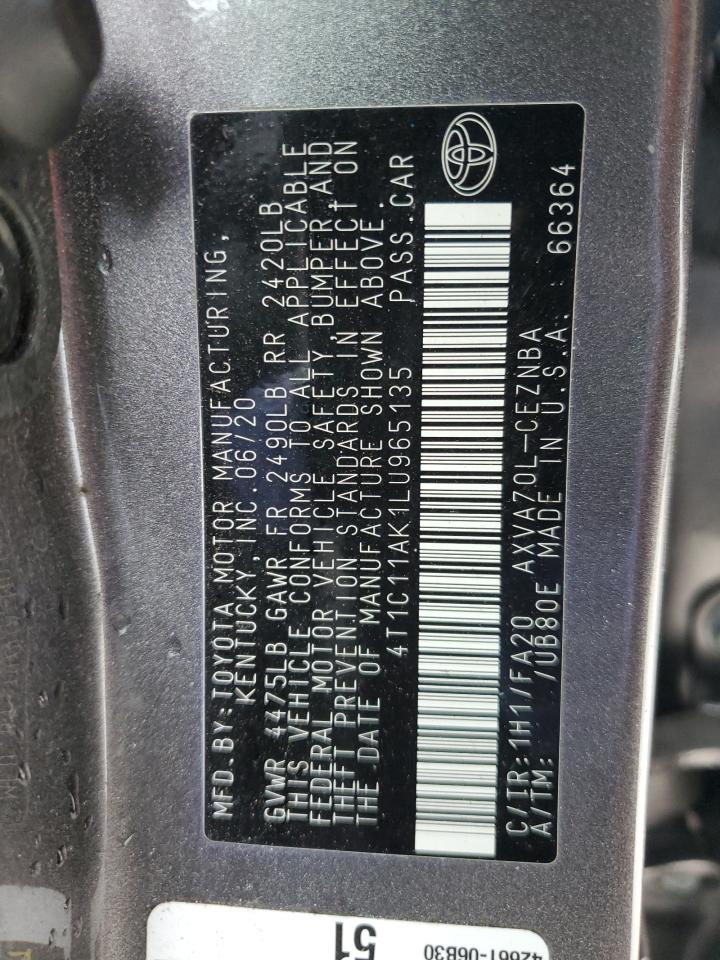 MFD.BY:TOYOTA MOTOR MANUFACTURING,
KENTUCKY INC. 06/20
GVWR 4475LB GAWR FR 2490LB RR 2420LB
THIS VEHICLE CONFORMS TO ALL APPLICABLE
FEDERAL MOTOR VEHICLE SAFETY, BUMPER, AND
THEFT PREVENTION STANDARDS IN EFFECT ON
THE DATE OF MANUFACTURE SHOWN ABOVE.
4T1C11AK1LU965135 PASS.CAR
C/TR:1H1/FA20 AXVA70L-CEZNBA
A/TM: /UB80E MADE IN U.S.A. 66364
51
42661-06B30